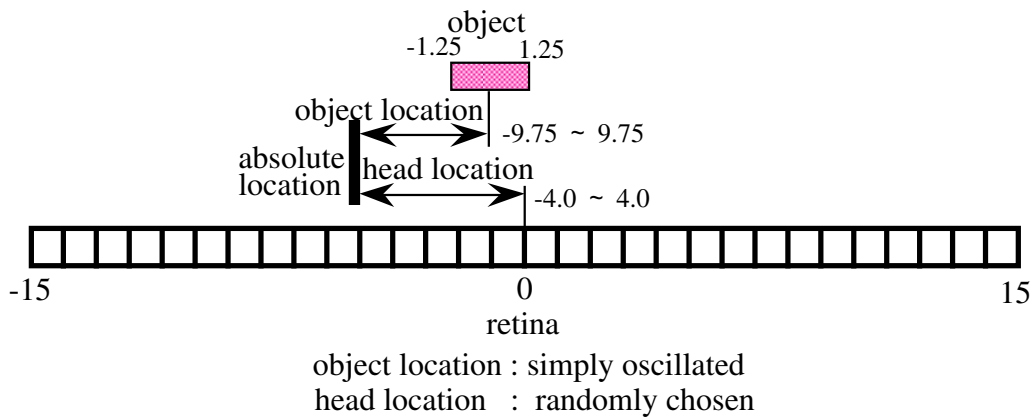 object
-1.25 1.25
object location
-9.75 ~ 9.75
absolute
location
head location
-4.0 ~ 4.0
-15 0 15
retina
object location : simply oscillated
head location : randomly chosen